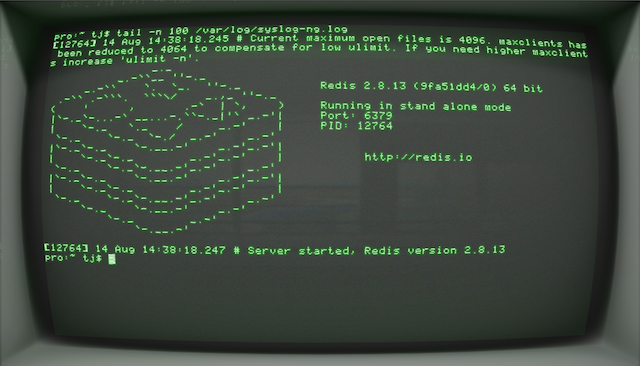 pro:~ tj$ tail -n 100 /var/log/syslog-ng.log
[12764] 14 Aug 14:38:18.245 # Current maximum open files is 4096. maxclients has
been reduced to 4064 to compensate for low ulimit. If you need higher maxclient
s increase 'ulimit -n'.
Redis 2.8.13 (9fa51dd4/0) 64 bit
Running in stand alone mode
Port: 6379
PID: 12764
http://redis.io
[12764] 14 Aug 14:38:18.247 # Server started, Redis version 2.8.13
pro:~ tj$